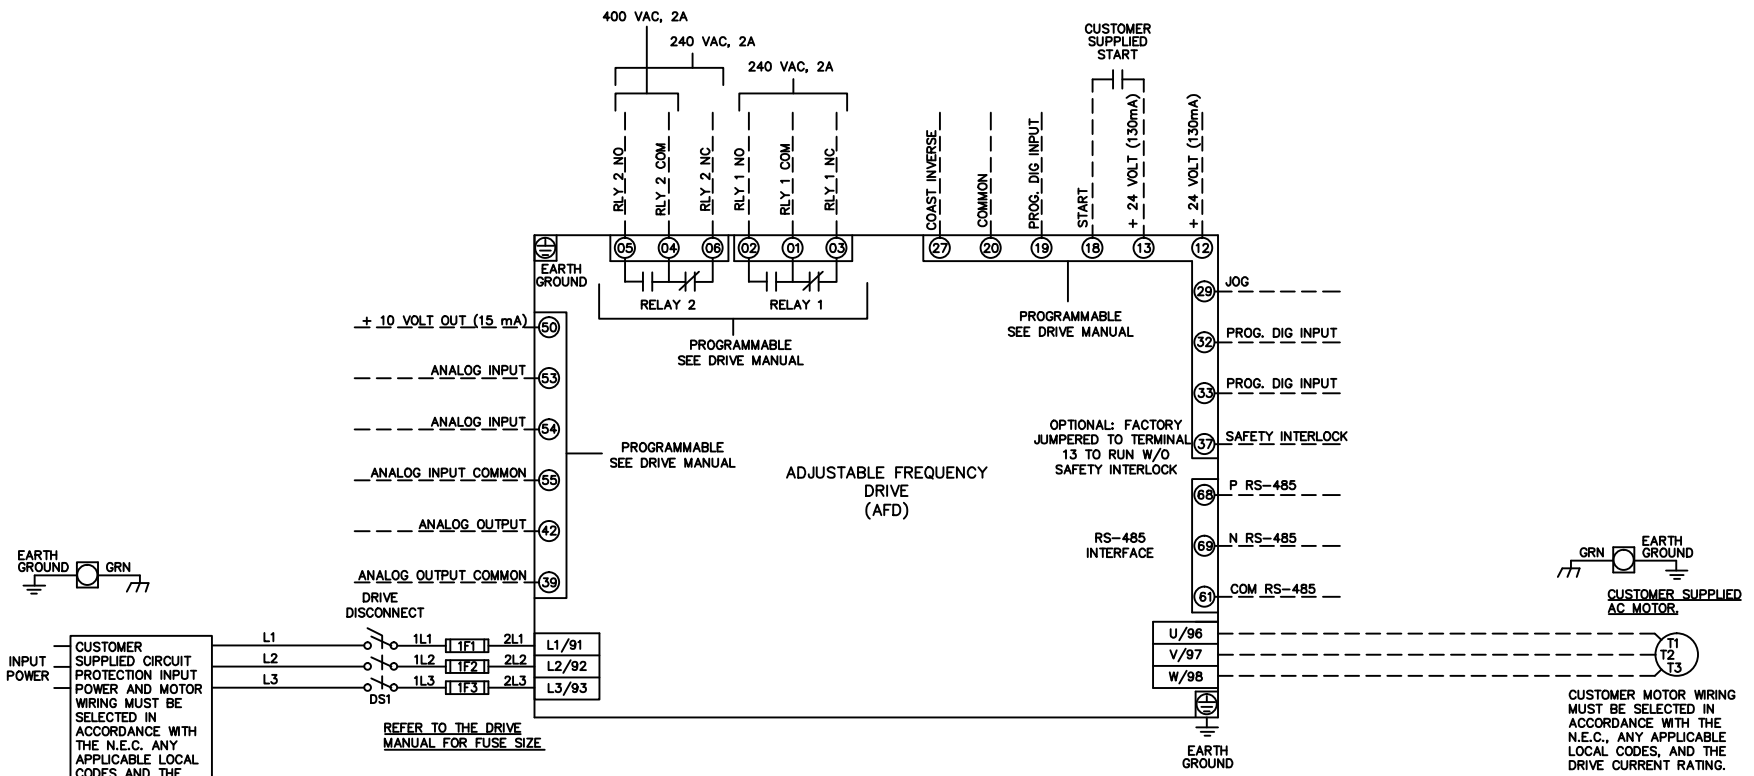 400 VAC, 2A
240 VAC, 2A
240 VAC, 2A
CUSTOMER
SUPPLIED
START
RLY 2 NO
RLY 2 COM
RLY 2 NC
RLY 1 NO
RLY 1 COM
RLY 1 NC
COAST INVERSE
COMMON
PROG. DIG INPUT
START
+ 24 VOLT (130mA)
+ 24 VOLT (130mA)
05
04
06
02
01
03
27
20
19
18
13
12
EARTH
GROUND
RELAY 2
RELAY 1
PROGRAMMABLE
SEE DRIVE MANUAL
PROGRAMMABLE
SEE DRIVE MANUAL
29
JOG
32
PROG. DIG INPUT
33
PROG. DIG INPUT
37
SAFETY INTERLOCK
OPTIONAL: FACTORY
JUMPERED TO TERMINAL
13 TO RUN W/O
SAFETY INTERLOCK
+ 10 VOLT OUT (15 mA)
50
ANALOG INPUT
53
ANALOG INPUT
54
ANALOG INPUT COMMON
55
ANALOG OUTPUT
42
ANALOG OUTPUT COMMON
39
PROGRAMMABLE
SEE DRIVE MANUAL
ADJUSTABLE FREQUENCY
DRIVE
(AFD)
68
P RS-485
69
N RS-485
61
COM RS-485
RS-485
INTERFACE
EARTH
GROUND
GRN
DRIVE
DISCONNECT
GRN
EARTH
GROUND
CUSTOMER SUPPLIED
AC MOTOR.
INPUT
POWER
CUSTOMER
SUPPLIED CIRCUIT
PROTECTION INPUT
POWER AND MOTOR
WIRING MUST BE
SELECTED IN
ACCORDANCE WITH
THE N.E.C. ANY
APPLICABLE LOCAL
CODES AND THE
L1
1L1
1F1
2L1
L1/91
L2
1L2
1F2
2L2
L2/92
L3
1L3
1F3
2L3
L3/93
DS1
REFER TO THE DRIVE
MANUAL FOR FUSE SIZE
U/96
V/97
W/98
T1
T2
T3
EARTH
GROUND
CUSTOMER MOTOR WIRING
MUST BE SELECTED IN
ACCORDANCE WITH THE
N.E.C., ANY APPLICABLE
LOCAL CODES, AND THE
DRIVE CURRENT RATING.